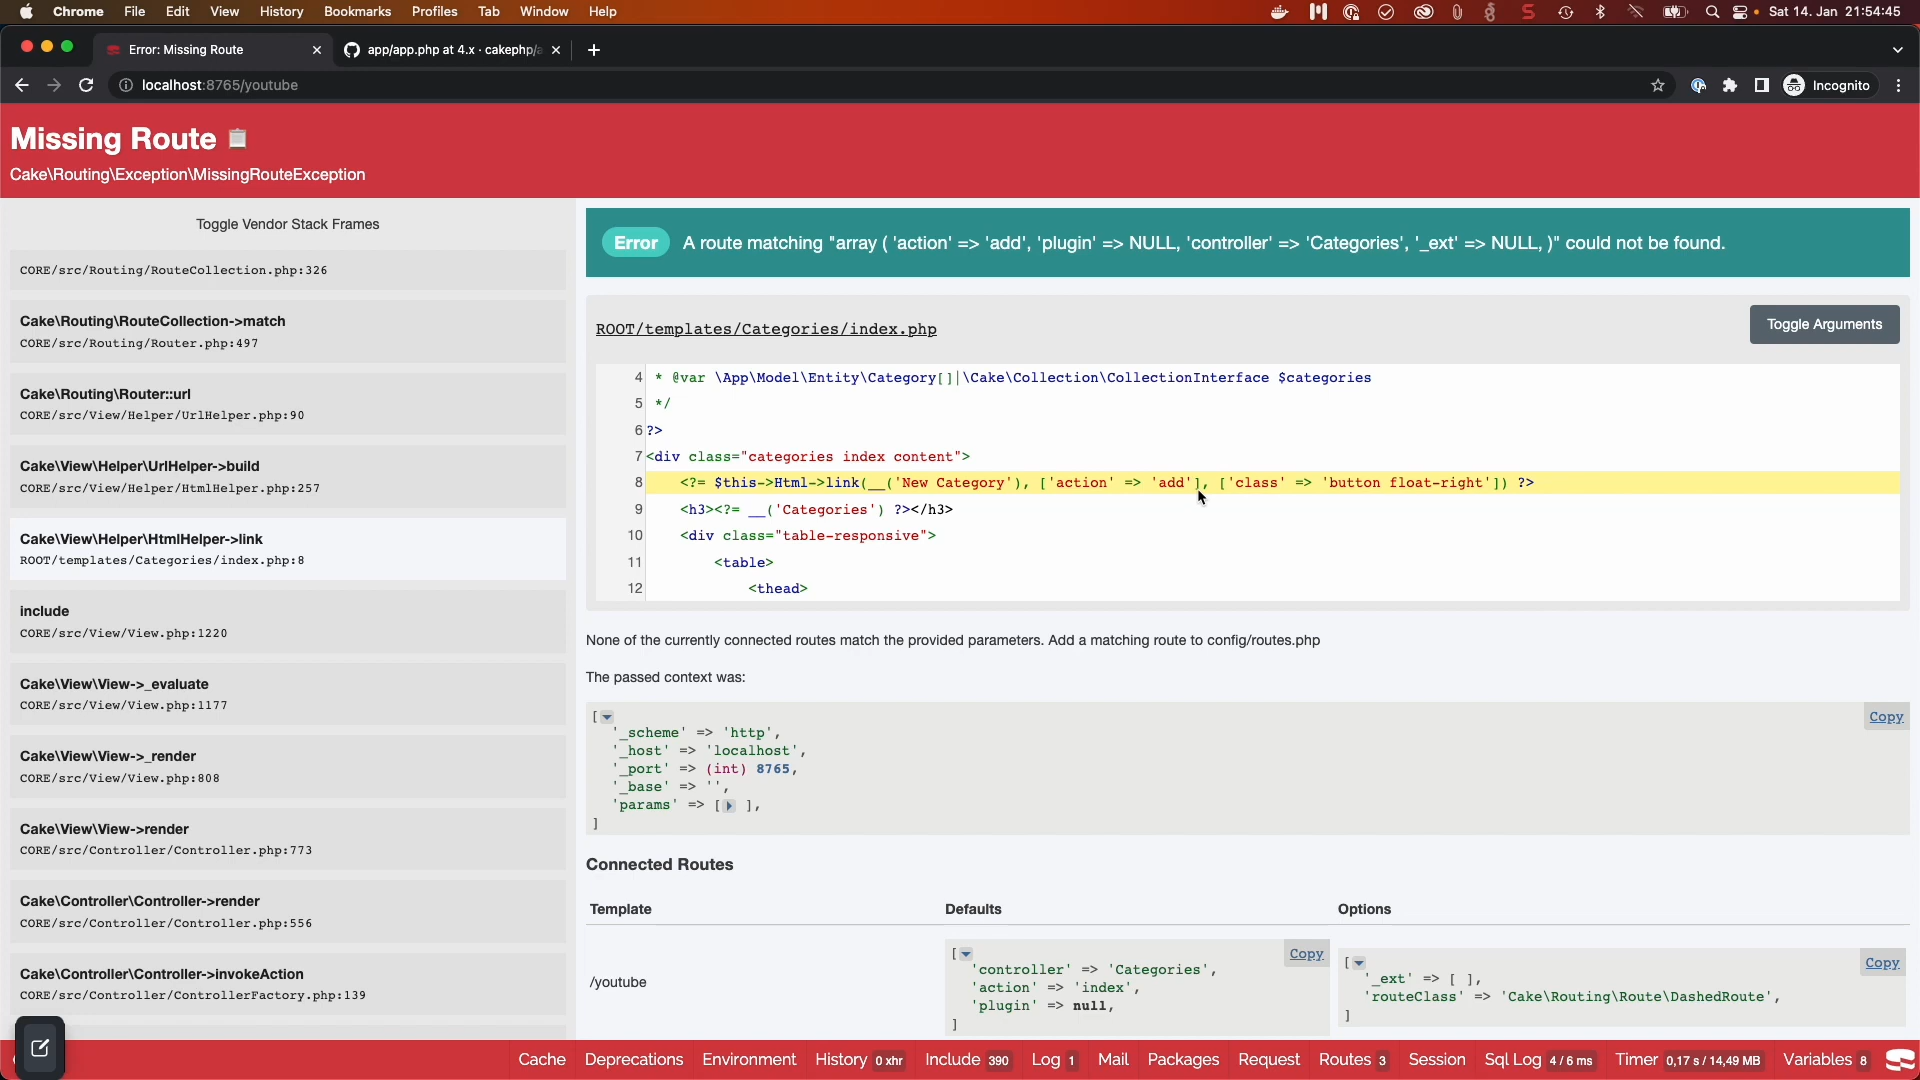 Chrome File Edit View History Bookmarks Profiles Tab Window Help Sat 14. Jan 21:54:45
Error: Missing Route app/app.php at 4.x · cakephp/a
localhost:8765/youtube Incognito
Missing Route
Cake\Routing\Exception\MissingRouteException
Toggle Vendor Stack Frames
CORE/src/Routing/RouteCollection.php:326
Cake\Routing\RouteCollection->match
CORE/src/Routing/Router.php:497
Cake\Routing\Router::url
CORE/src/View/Helper/UrlHelper.php:90
Cake\View\Helper\UrlHelper->build
CORE/src/View/Helper/HtmlHelper.php:257
Cake\View\Helper\HtmlHelper->link
ROOT/templates/Categories/index.php:8
include
CORE/src/View/View.php:1220
Cake\View\View->_evaluate
CORE/src/View/View.php:1177
Cake\View\View->_render
CORE/src/View/View.php:808
Cake\View\View->render
CORE/src/Controller/Controller.php:773
Cake\Controller\Controller->render
CORE/src/Controller/Controller.php:556
Cake\Controller\Controller->invokeAction
CORE/src/Controller/ControllerFactory.php:139
Error A route matching "array ( 'action' => 'add', 'plugin' => NULL, 'controller' => 'Categories', '_ext' => NULL, )" could not be found.
ROOT/templates/Categories/index.php
Toggle Arguments
4 * @var \App\Model\Entity\Category[]|\Cake\Collection\CollectionInterface $categories
5 */
6 ?>
7 <div class="categories index content">
8 <?= $this->Html->link(__('New Category'), ['action' => 'add'], ['class' => 'button float-right']) ?>
9 <h3><?= __('Categories') ?></h3>
10 <div class="table-responsive">
11 <table>
12 <thead>
None of the currently connected routes match the provided parameters. Add a matching route to config/routes.php
The passed context was:
[
Copy
'_scheme' => 'http',
'_host' => 'localhost',
'_port' => (int) 8765,
'_base' => '',
'params' => [ ],
]
Connected Routes
Template Defaults Options
/youtube
[
Copy
'controller' => 'Categories',
'action' => 'index',
'plugin' => null,
]
[
Copy
'_ext' => [ ],
'routeClass' => 'Cake\Routing\Route\DashedRoute',
]
Cache Deprecations Environment History 0 xhr Include 390 Log 1 Mail Packages Request Routes 3 Session Sql Log 4 / 6 ms Timer 0,17 s / 14,49 MB Variables 8